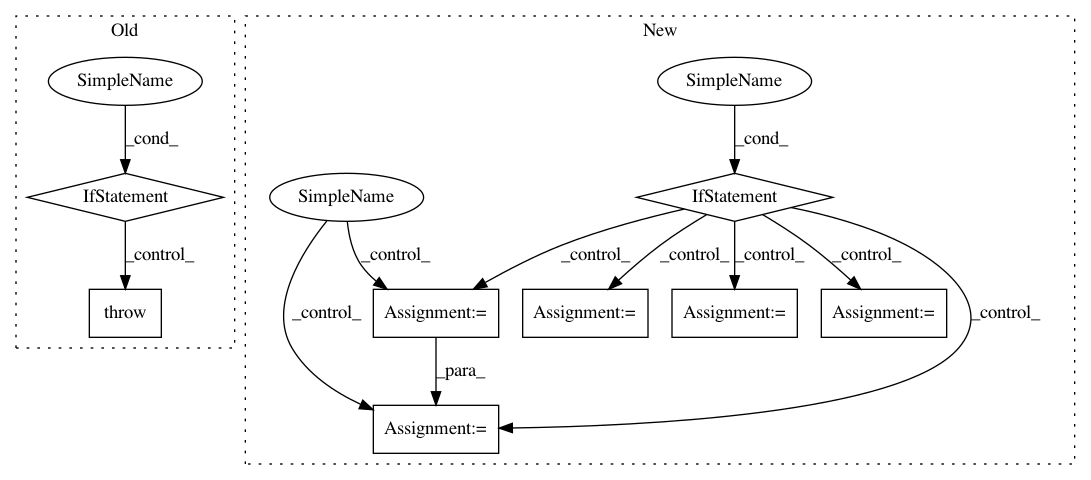 Old
New
SimpleName
SimpleName
_cond_
_cond_
IfStatement
SimpleName
IfStatement
_control_
_control_
_control_
_control_
_control_
_control_
throw
Assignment:=
Assignment:=
Assignment:=
Assignment:=
_control_
_control_
_para_
Assignment:=